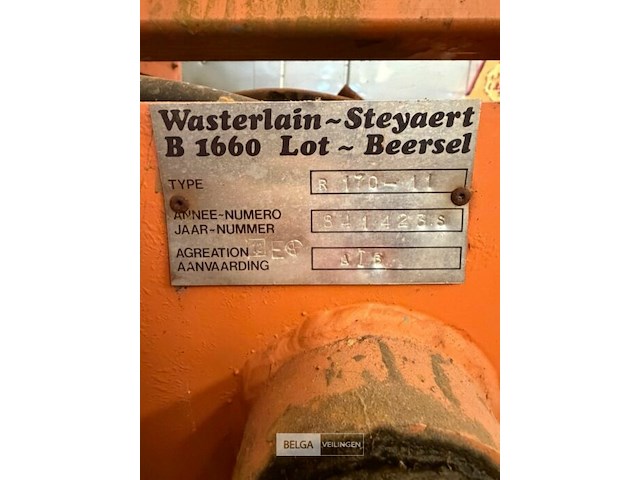 Wasterlain~Steyaert
B 1660 Lot ~ Beersel
TYPE R 170-11
ANNEE-NUMERO
JAAR-NUMMER
AGREATION
AANVAARDING
BELGA VEILINGEN